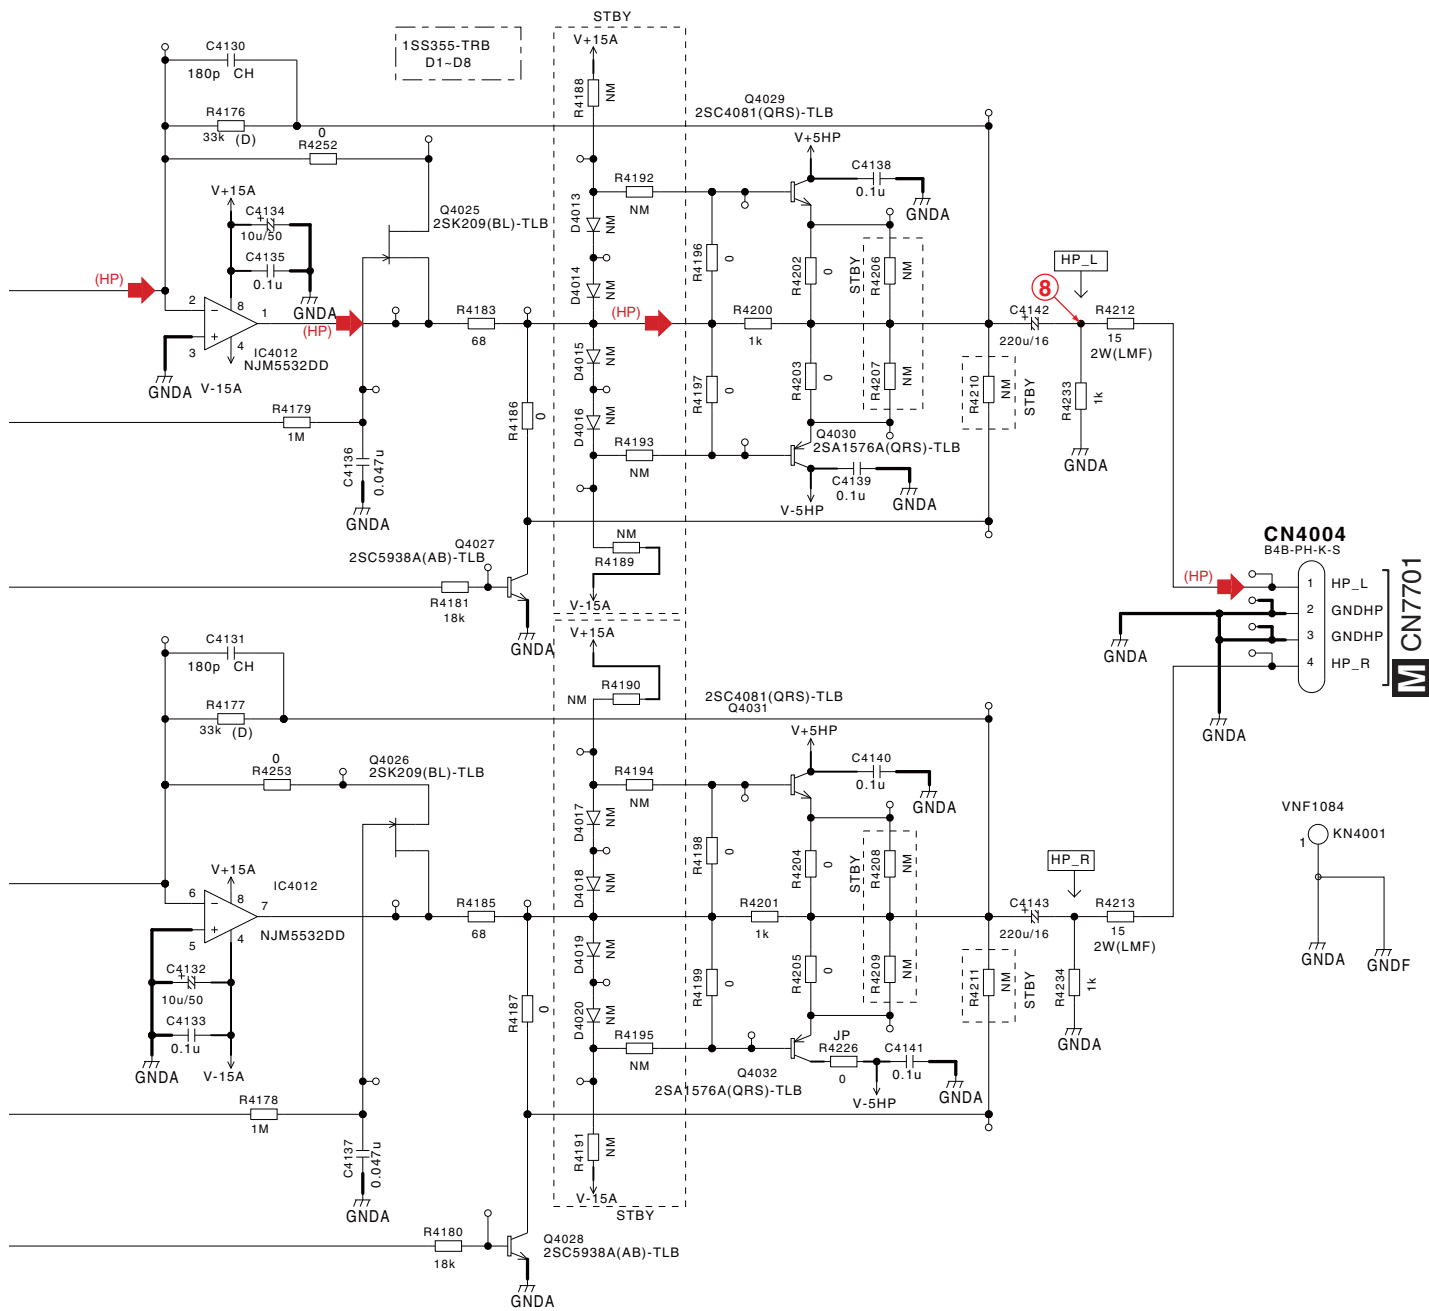 STBY
1SS355-TRB
D1~D8
V+15A
C4130
180p CH
R4188
NM
Q4029
2SC4081(QRS)-TLB
R4176
33k (D)
0
R4252
V+5HP
C4138
0.1u
GNDA
V+15A
C4134
+
10u/50
C4135
0.1u
GNDA
Q4025
2SK209(BL)-TLB
R4192
NM
D4013
NM
D4014
NM
R4196
0
R4202
0
STBY
R4206
NM
HP_L
8
(HP)
2
8
1
3
4
−
+
(HP)
IC4012
NJM5532DD
GNDA
V-15A
R4183
68
(HP)
R4200
1k
C4142
+
220u/16
R4212
15
2W(LMF)
D4015
NM
D4016
NM
R4197
0
R4203
0
R4207
NM
R4210
NM
STBY
R4233
1k
GNDA
R4179
1M
R4186
0
C4136
0.047u
GNDA
R4193
NM
Q4030
2SA1576A(QRS)-TLB
C4139
0.1u
GNDA
V-5HP
Q4027
2SC5938A(AB)-TLB
NM
R4189
V-15A
R4181
18k
GNDA
CN4004
B4B-PH-K-S
(HP)
1 HP_L
2 GNDHP
3 GNDHP
4 HP_R
GNDA
GNDA
M CN7701
V+15A
C4131
180p CH
R4190
NM
2SC4081(QRS)-TLB
Q4031
R4177
33k (D)
0
R4253
Q4026
2SK209(BL)-TLB
V+5HP
C4140
0.1u
GNDA
R4194
NM
D4017
NM
D4018
NM
R4198
0
R4204
0
STBY
R4208
NM
HP_R
VNF1084
1
KN4001
GNDA
GNDF
V+15A
6
8
7
5
4
−
+
IC4012
NJM5532DD
R4185
68
R4201
1k
C4143
+
220u/16
R4213
15
2W(LMF)
C4132
+
10u/50
C4133
0.1u
GNDA
V-15A
R4187
0
D4019
NM
D4020
NM
R4199
0
R4205
0
R4209
NM
R4211
NM
STBY
R4234
1k
GNDA
R4195
NM
Q4032
2SA1576A(QRS)-TLB
JP
R4226
0
C4141
0.1u
V-5HP
GNDA
R4178
1M
C4137
0.047u
GNDA
R4191
NM
V-15A
STBY
R4180
18k
Q4028
2SC5938A(AB)-TLB
GNDA